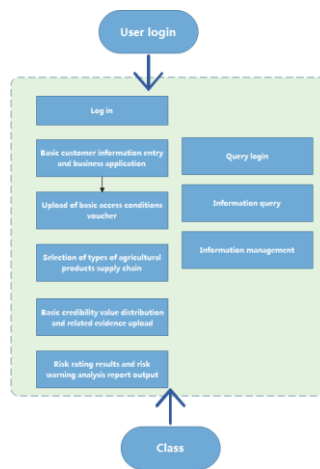 User login
Log in
Basic customer information entry
and business application
Upload of basic access conditions
voucher
Selection of types of agricultural
products supply chain
Basic credibility value distribution
and related evidence upload
Risk rating results and risk
warning analysis report output
Query login
Information query
Information management
Class